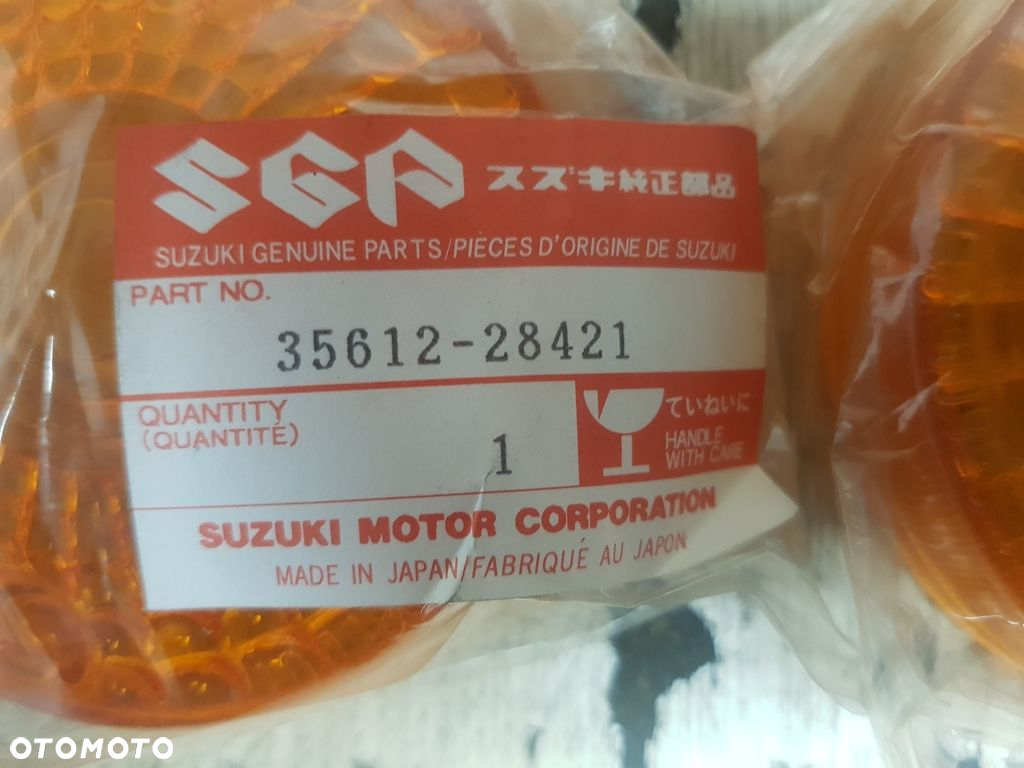 SGP スズキ純正部品
SUZUKI GENUINE PARTS/PIÈCES D'ORIGINE DE SUZUKI
PART NO.
35612-28421
QUANTITY
(QUANTITÉ)
1
ていねいに
HANDLE
WITH CARE
SUZUKI MOTOR CORPORATION
MADE IN JAPAN/FABRIQUÉ AU JAPON
OTOMOTO